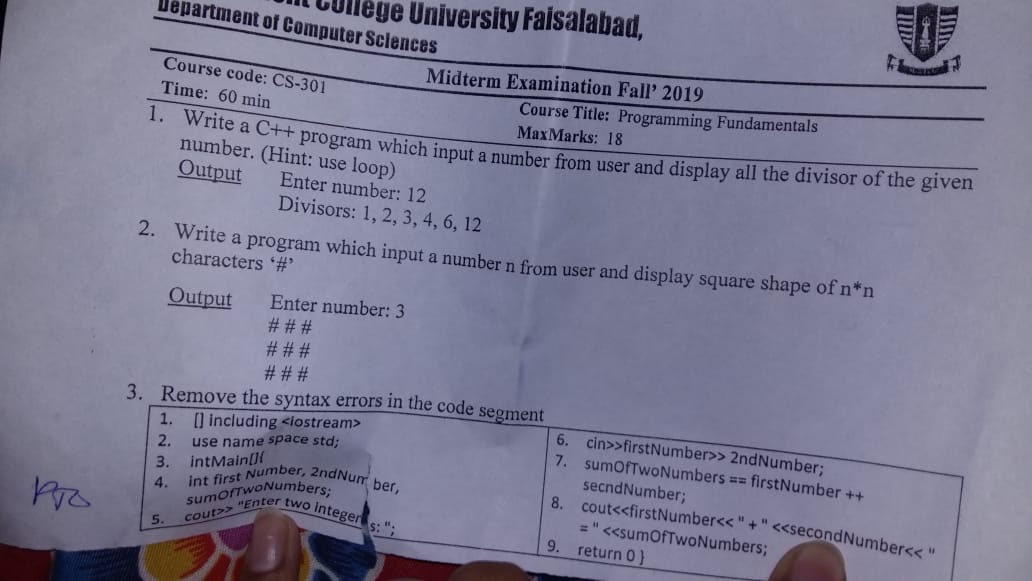 College University Faisalabad,
Department of Computer Sciences
Midterm Examination Fall' 2019
Course code: CS-301
Course Title: Programming Fundamentals
Time: 60 min
MaxMarks: 18
1. Write a C++ program which input a number from user and display all the divisor of the given
number. (Hint: use loop)
Output Enter number: 12
Divisors: 1, 2, 3, 4, 6, 12
2. Write a program which input a number n from user and display square shape of n*n
characters ‘#’
Output Enter number: 3
# # #
# # #
# # #
3. Remove the syntax errors in the code segment
1. [] including <iostream>
2. use name space std;
3. intMain[]{
4. int first Number, 2ndNum ber,
sumOfTwoNumbers;
5. cout>> "Enter two integer s: ";
6. cin>>firstNumber>> 2ndNumber;
7. sumOfTwoNumbers == firstNumber ++
secndNumber;
8. cout<<firstNumber<< " + " <<secondNumber<< "
= " <<sumOfTwoNumbers;
9. return 0 }